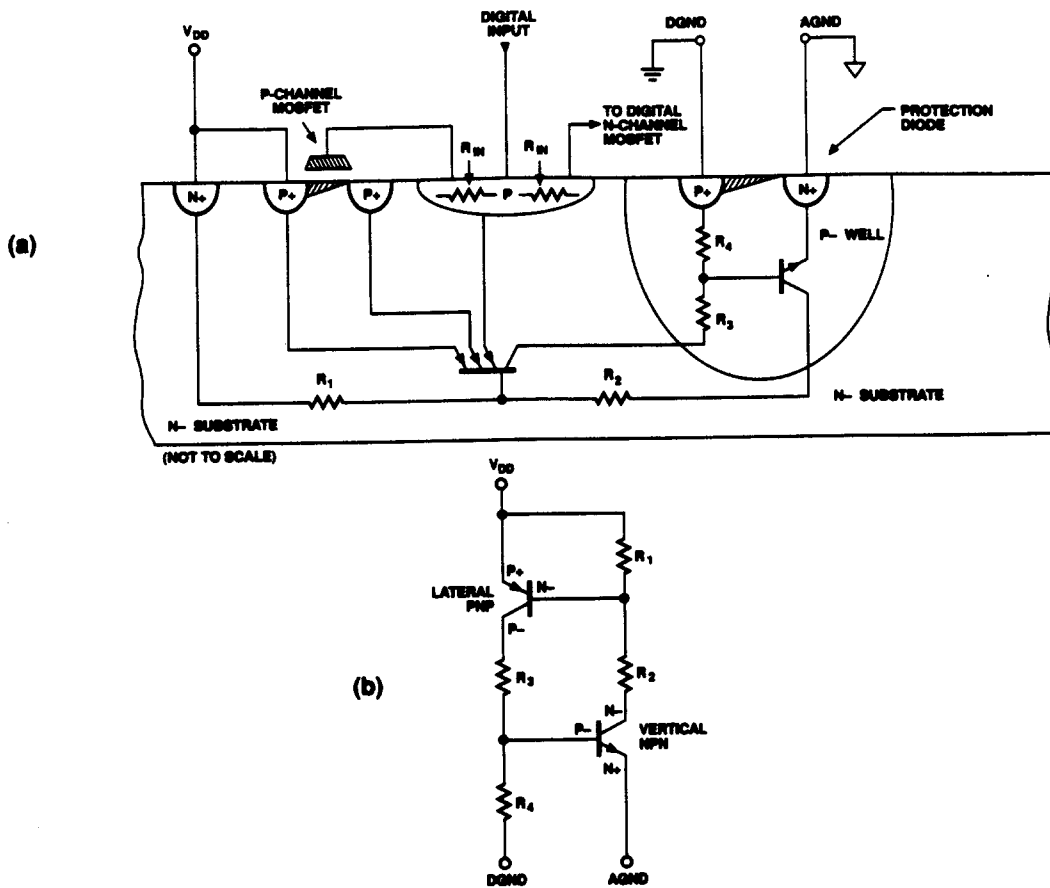 VDD
DIGITAL
INPUT
DGND
AGND
P-CHANNEL
MOSFET
TO DIGITAL
N-CHANNEL
MOSFET
PROTECTION
DIODE
RIN
RIN
N+
P+
P+
P
P+
N+
(a)
R4
P– WELL
R3
R1
R2
N– SUBSTRATE
N– SUBSTRATE
(NOT TO SCALE)
VDD
R1
P+
N–
LATERAL
PNP
P–
R3
R2
(b)
N–
P–
VERTICAL
NPN
N+
R4
DGND
AGND